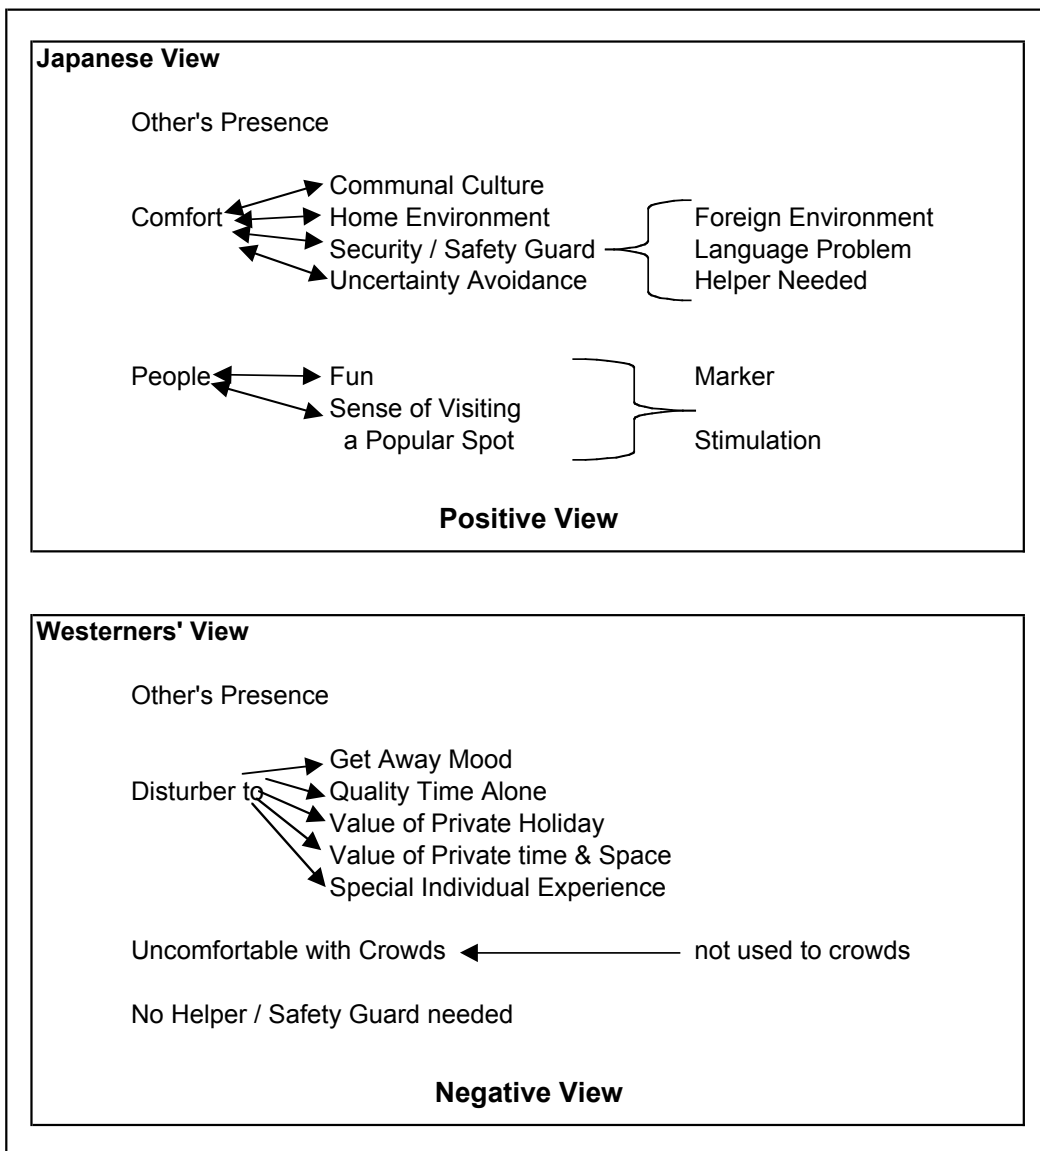 Japanese View
Other's Presence
Communal Culture
Comfort Home Environment Foreign Environment
Security / Safety Guard Language Problem
Uncertainty Avoidance Helper Needed
People Fun Marker
Sense of Visiting
a Popular Spot Stimulation
Positive View
Westerners' View
Other's Presence
Get Away Mood
Disturber to Quality Time Alone
Value of Private Holiday
Value of Private time & Space
Special Individual Experience
Uncomfortable with Crowds not used to crowds
No Helper / Safety Guard needed
Negative View